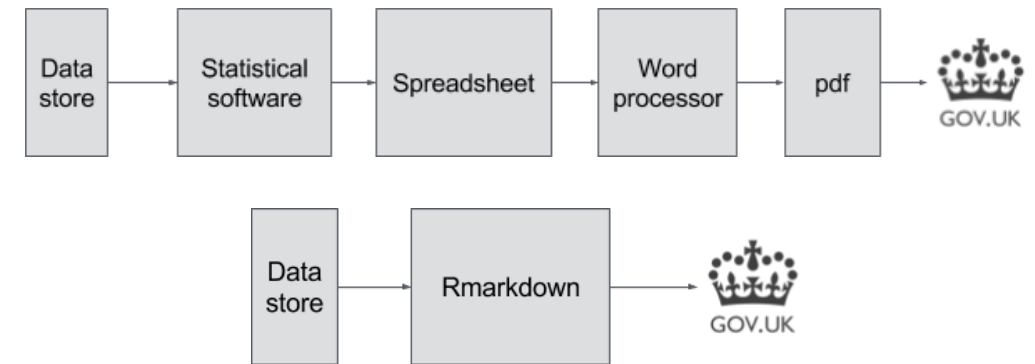 Data
store
Statistical
software
Spreadsheet
Word
processor
pdf
GOV.UK
Data
store
Rmarkdown
GOV.UK